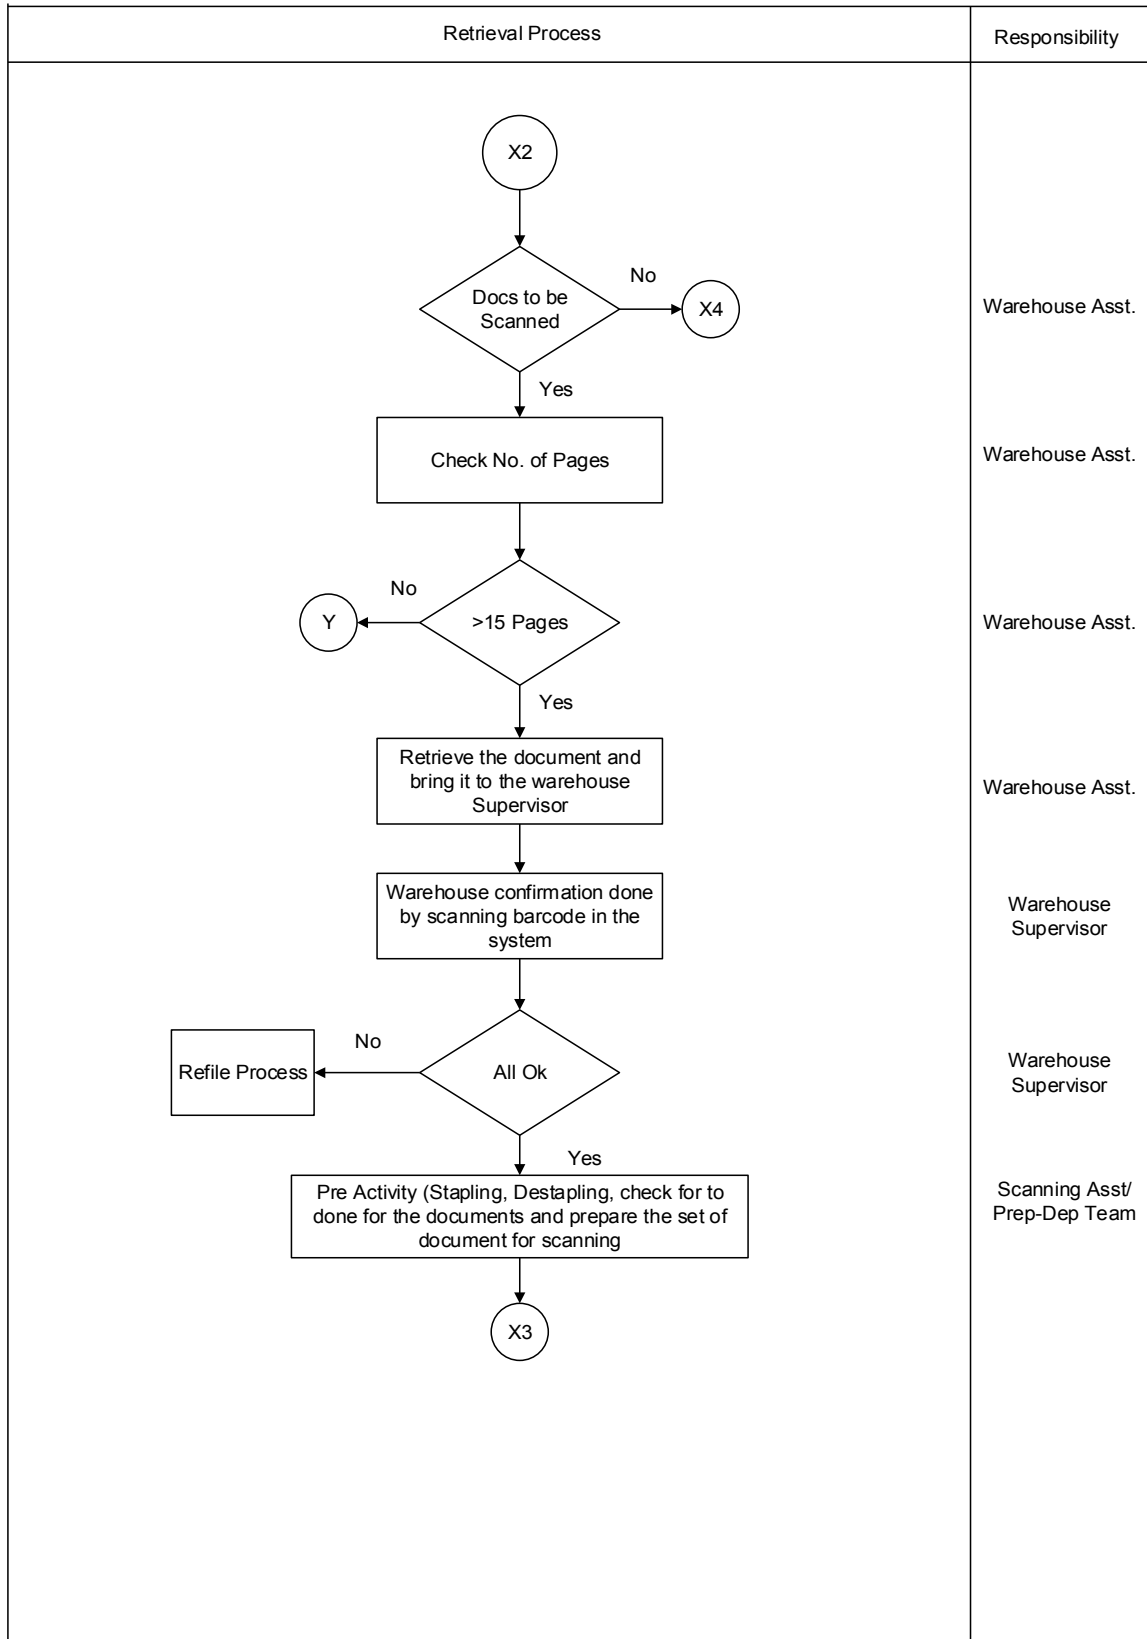 Retrieval Process
Responsibility
X2
Docs to be
Scanned
No
X4
Warehouse Asst.
Yes
Check No. of Pages
Warehouse Asst.
No
Y
>15 Pages
Warehouse Asst.
Yes
Retrieve the document and
bring it to the warehouse
Supervisor
Warehouse Asst.
Warehouse confirmation done
by scanning barcode in the
system
Warehouse
Supervisor
No
Refile Process
All Ok
Warehouse
Supervisor
Yes
Pre Activity (Stapling, Destapling, check for to
done for the documents and prepare the set of
document for scanning
Scanning Asst/
Prep-Dep Team
X3